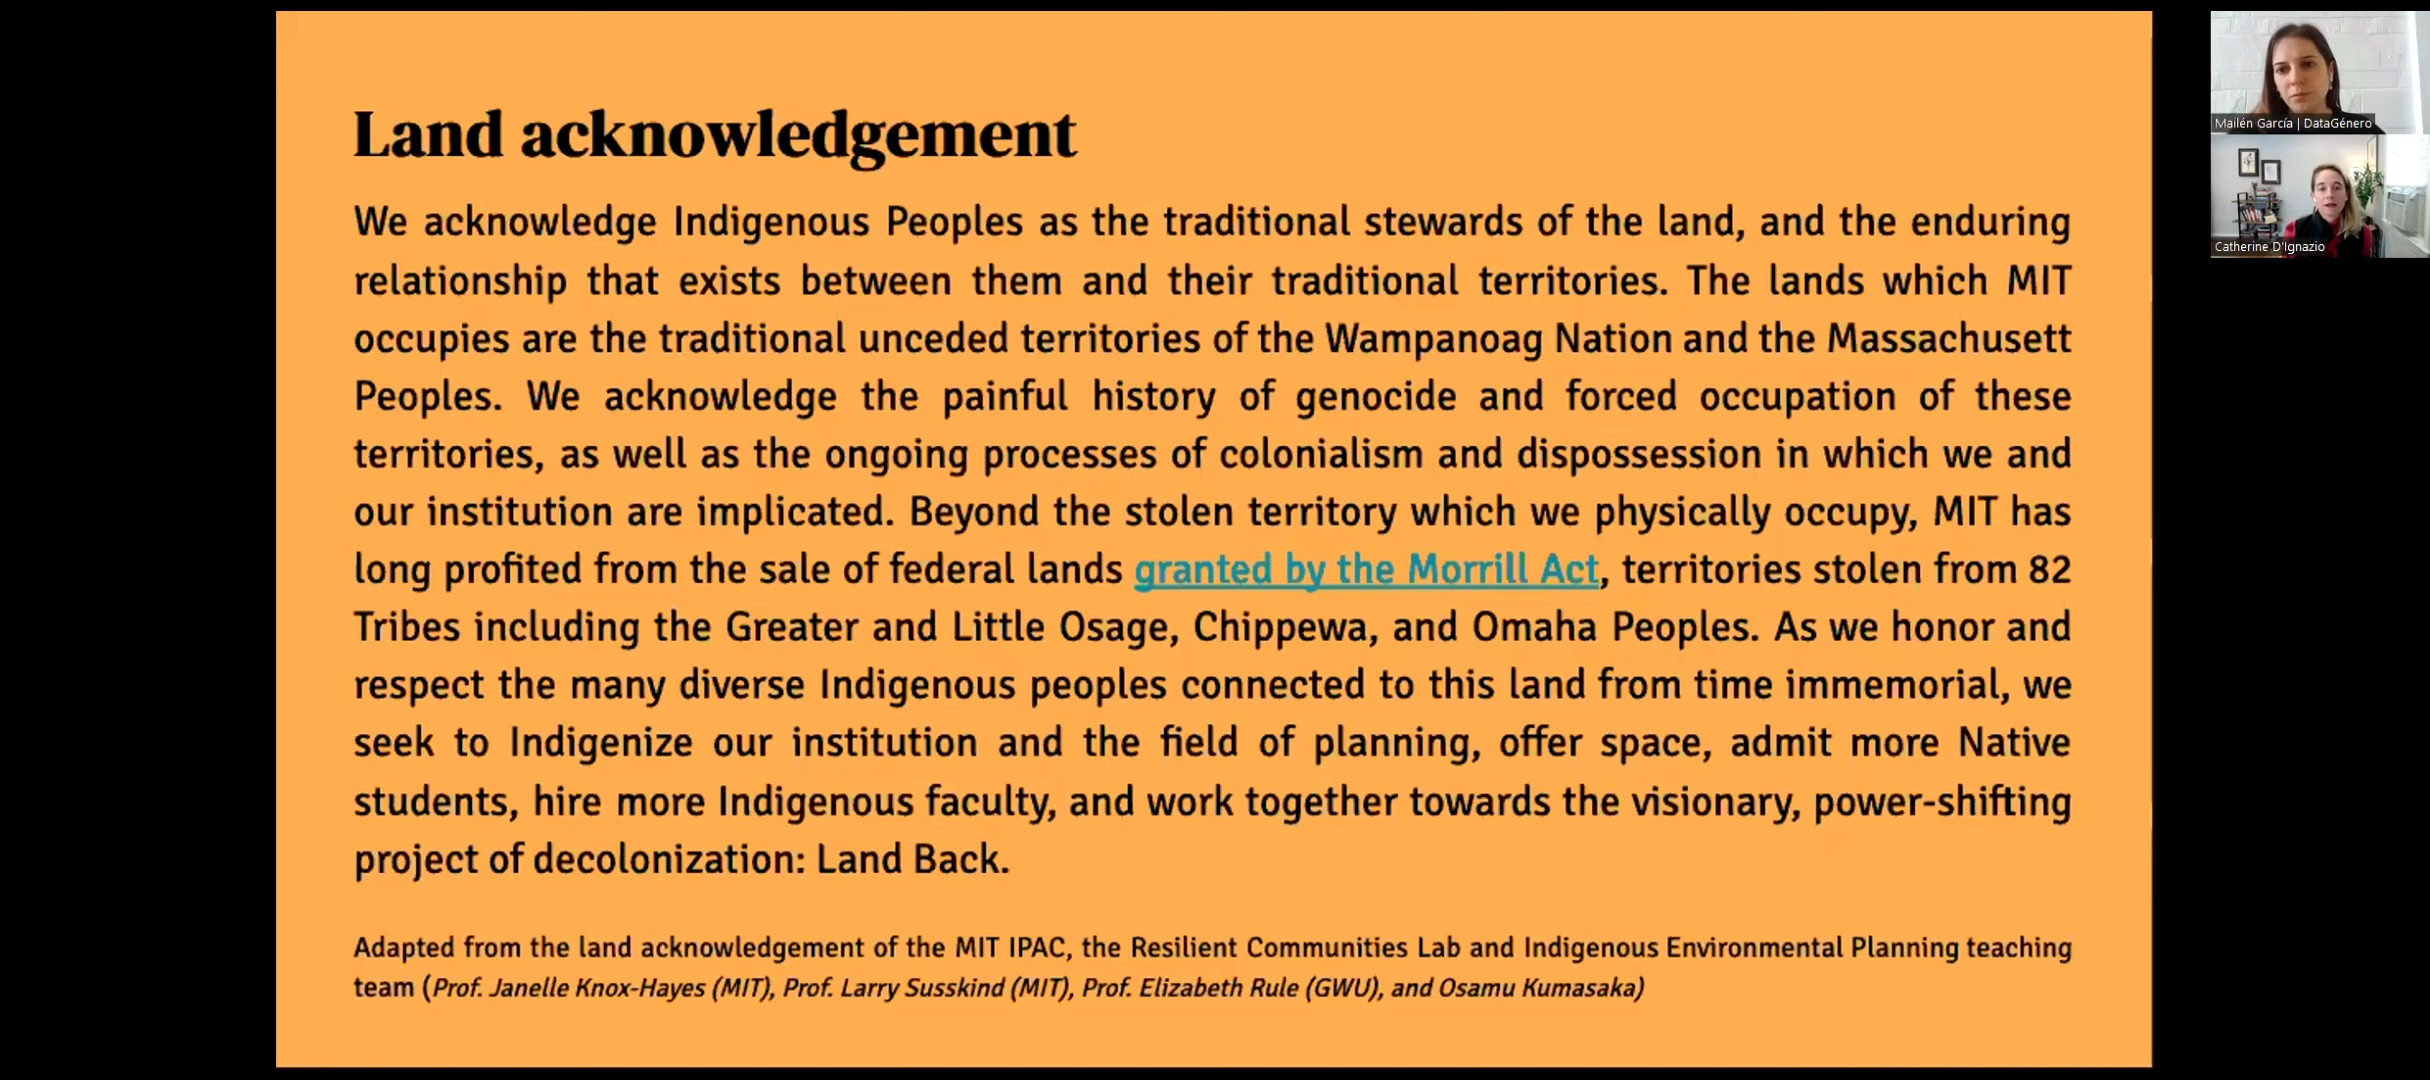 Land acknowledgement
We acknowledge Indigenous Peoples as the traditional stewards of the land, and the enduring
relationship that exists between them and their traditional territories. The lands which MIT
occupies are the traditional unceded territories of the Wampanoag Nation and the Massachusett
Peoples. We acknowledge the painful history of genocide and forced occupation of these
territories, as well as the ongoing processes of colonialism and dispossession in which we and
our institution are implicated. Beyond the stolen territory which we physically occupy, MIT has
long profited from the sale of federal lands granted by the Morrill Act, territories stolen from 82
Tribes including the Greater and Little Osage, Chippewa, and Omaha Peoples. As we honor and
respect the many diverse Indigenous peoples connected to this land from time immemorial, we
seek to Indigenize our institution and the field of planning, offer space, admit more Native
students, hire more Indigenous faculty, and work together towards the visionary, power-shifting
project of decolonization: Land Back.
Adapted from the land acknowledgement of the MIT IPAC, the Resilient Communities Lab and Indigenous Environmental Planning teaching
team (Prof. Janelle Knox-Hayes (MIT), Prof. Larry Susskind (MIT), Prof. Elizabeth Rule (GWU), and Osamu Kumasaka)
Mailén García | DataGénero
Catherine D'Ignazio